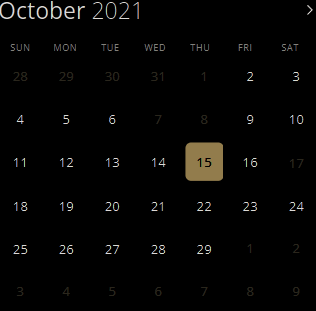 October 2021 >
SUN MON TUE WED THU FRI SAT
28 29 30 31 1 2 3
4 5 6 7 8 9 10
11 12 13 14 15 16 17
18 19 20 21 22 23 24
25 26 27 28 29 1 2
3 4 5 6 7 8 9